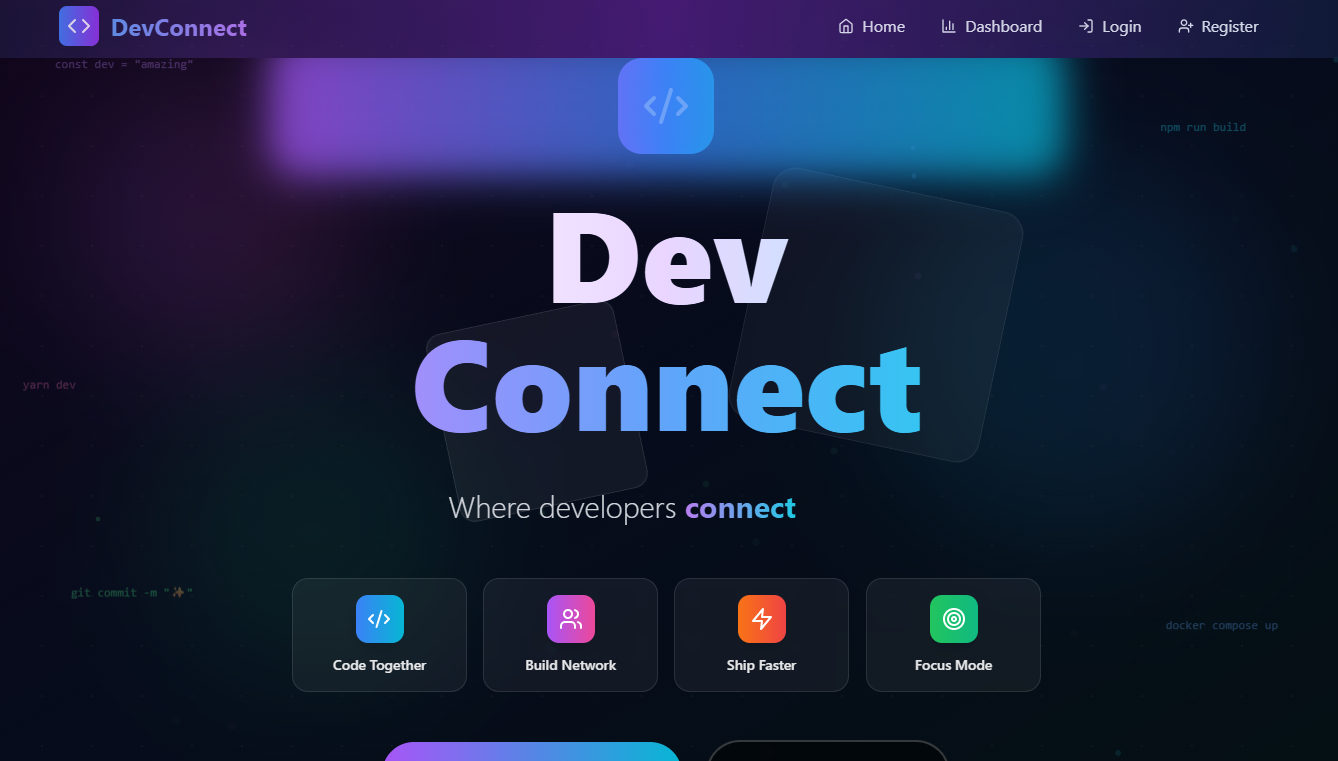 DevConnect
Home
Dashboard
Login
Register
const dev = "amazing"
npm run build
Dev
Connect
yarn dev
Where developers connect
git commit -m "✨"
docker compose up
Code Together
Build Network
Ship Faster
Focus Mode